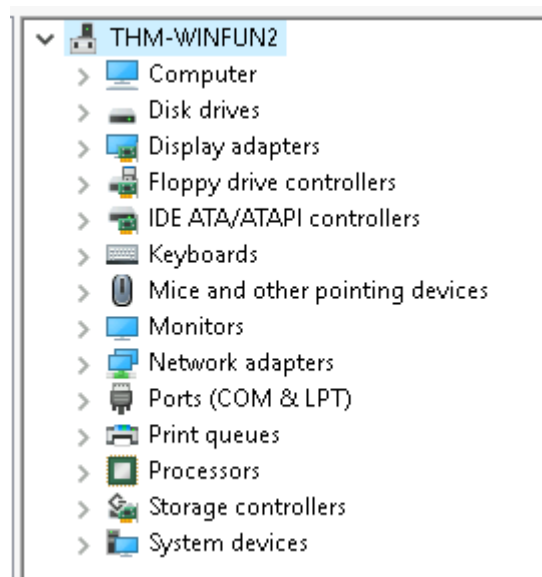 THM-WINFUN2
Computer
Disk drives
Display adapters
Floppy drive controllers
IDE ATA/ATAPI controllers
Keyboards
Mice and other pointing devices
Monitors
Network adapters
Ports (COM & LPT)
Print queues
Processors
Storage controllers
System devices